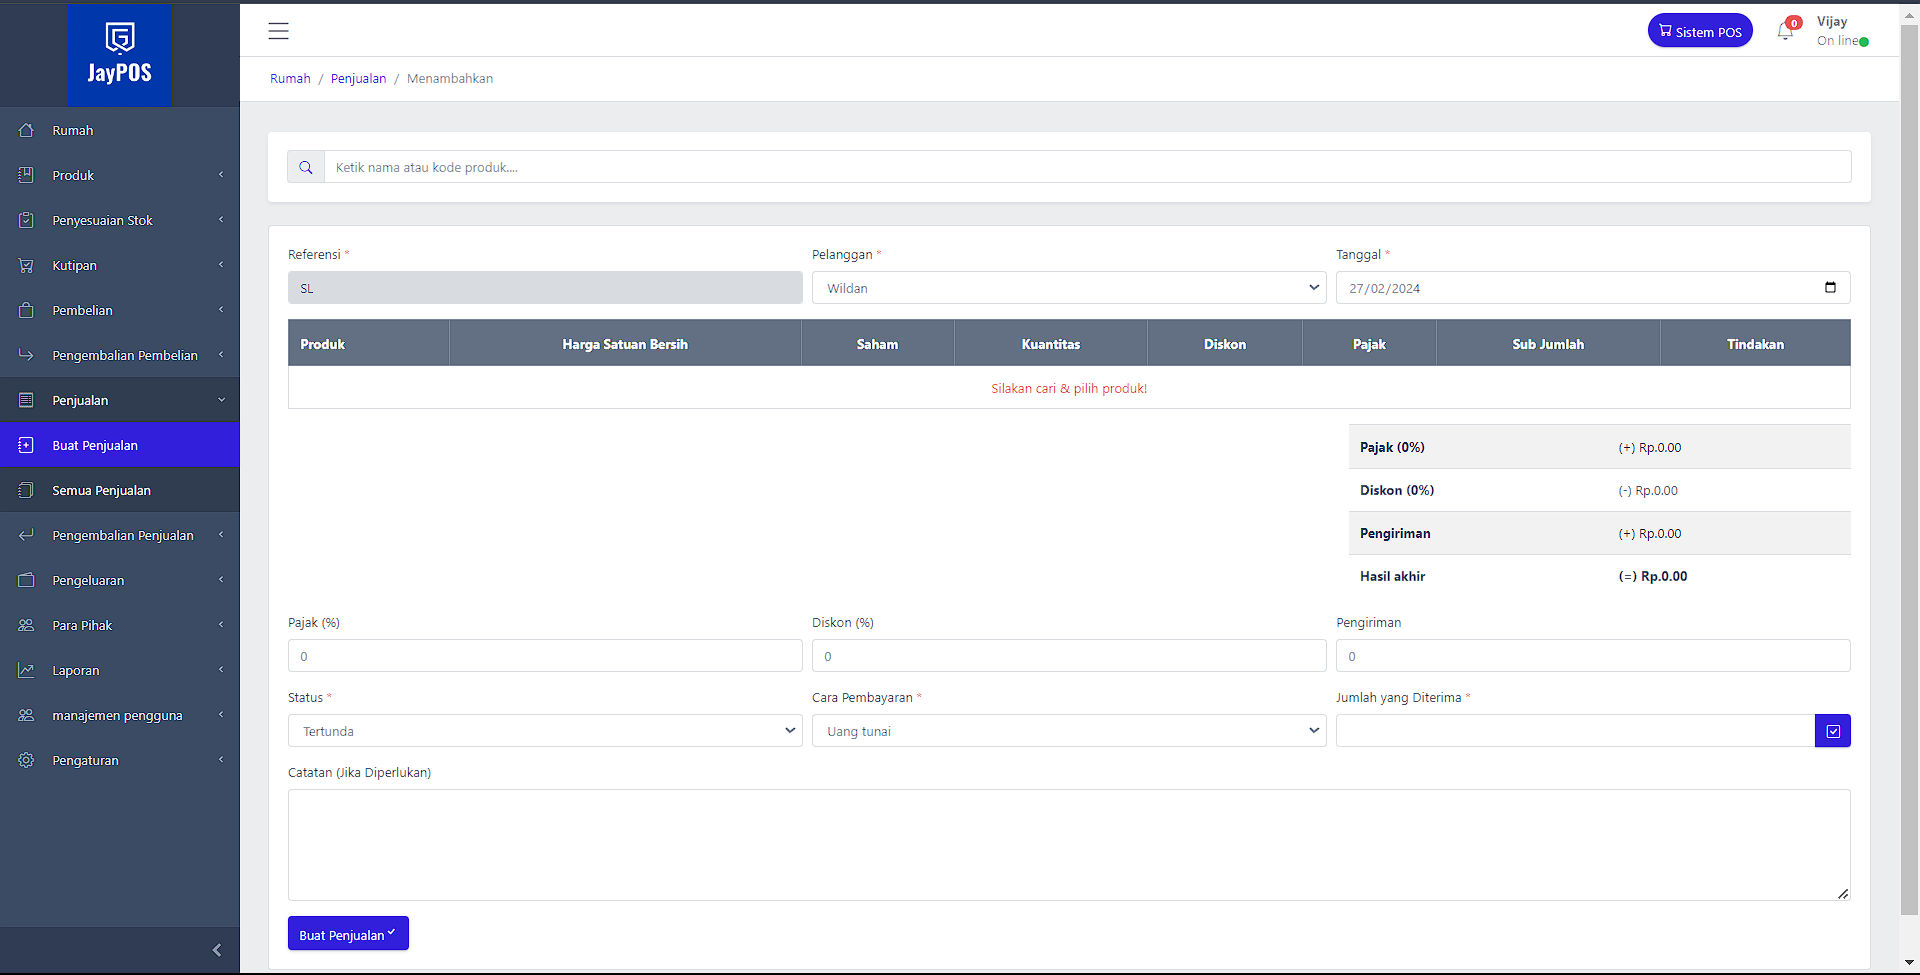 JayPOS
Sistem POS
0
Vijay
On line
Rumah / Penjualan / Menambahkan
Rumah
Produk
Penyesuaian Stok
Kutipan
Pembelian
Pengembalian Pembelian
Penjualan
Buat Penjualan
Semua Penjualan
Pengembalian Penjualan
Pengeluaran
Para Pihak
Laporan
manajemen pengguna
Pengaturan
Ketik nama atau kode produk....
Referensi * Pelanggan * Tanggal *
SL Wildan 27/02/2024
Produk Harga Satuan Bersih Saham Kuantitas Diskon Pajak Sub Jumlah Tindakan
Silakan cari & pilih produk!
Pajak (0%) (+) Rp.0.00
Diskon (0%) (-) Rp.0.00
Pengiriman (+) Rp.0.00
Hasil akhir (=) Rp.0.00
Pajak (%) Diskon (%) Pengiriman
0 0 0
Status * Cara Pembayaran * Jumlah yang Diterima *
Tertunda Uang tunai
Catatan (Jika Diperlukan)
Buat Penjualan